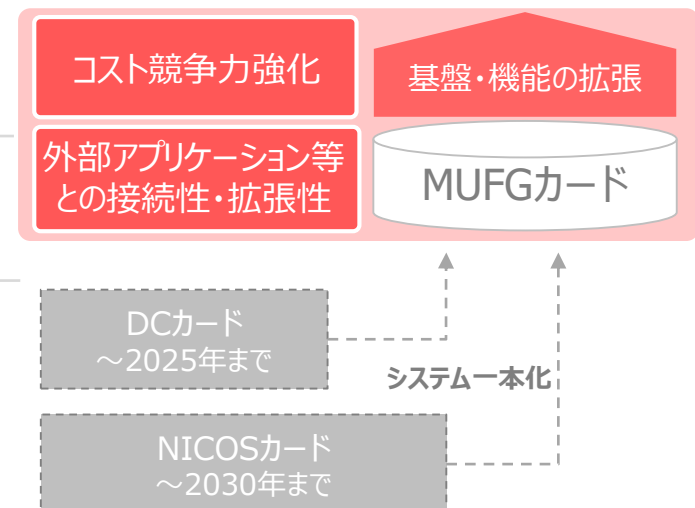 コスト競争力強化
基盤・機能の拡張
外部アプリケーション等
との接続性・拡張性
MUFGカード
DCカード
～2025年まで
システム一本化
NICOSカード
～2030年まで